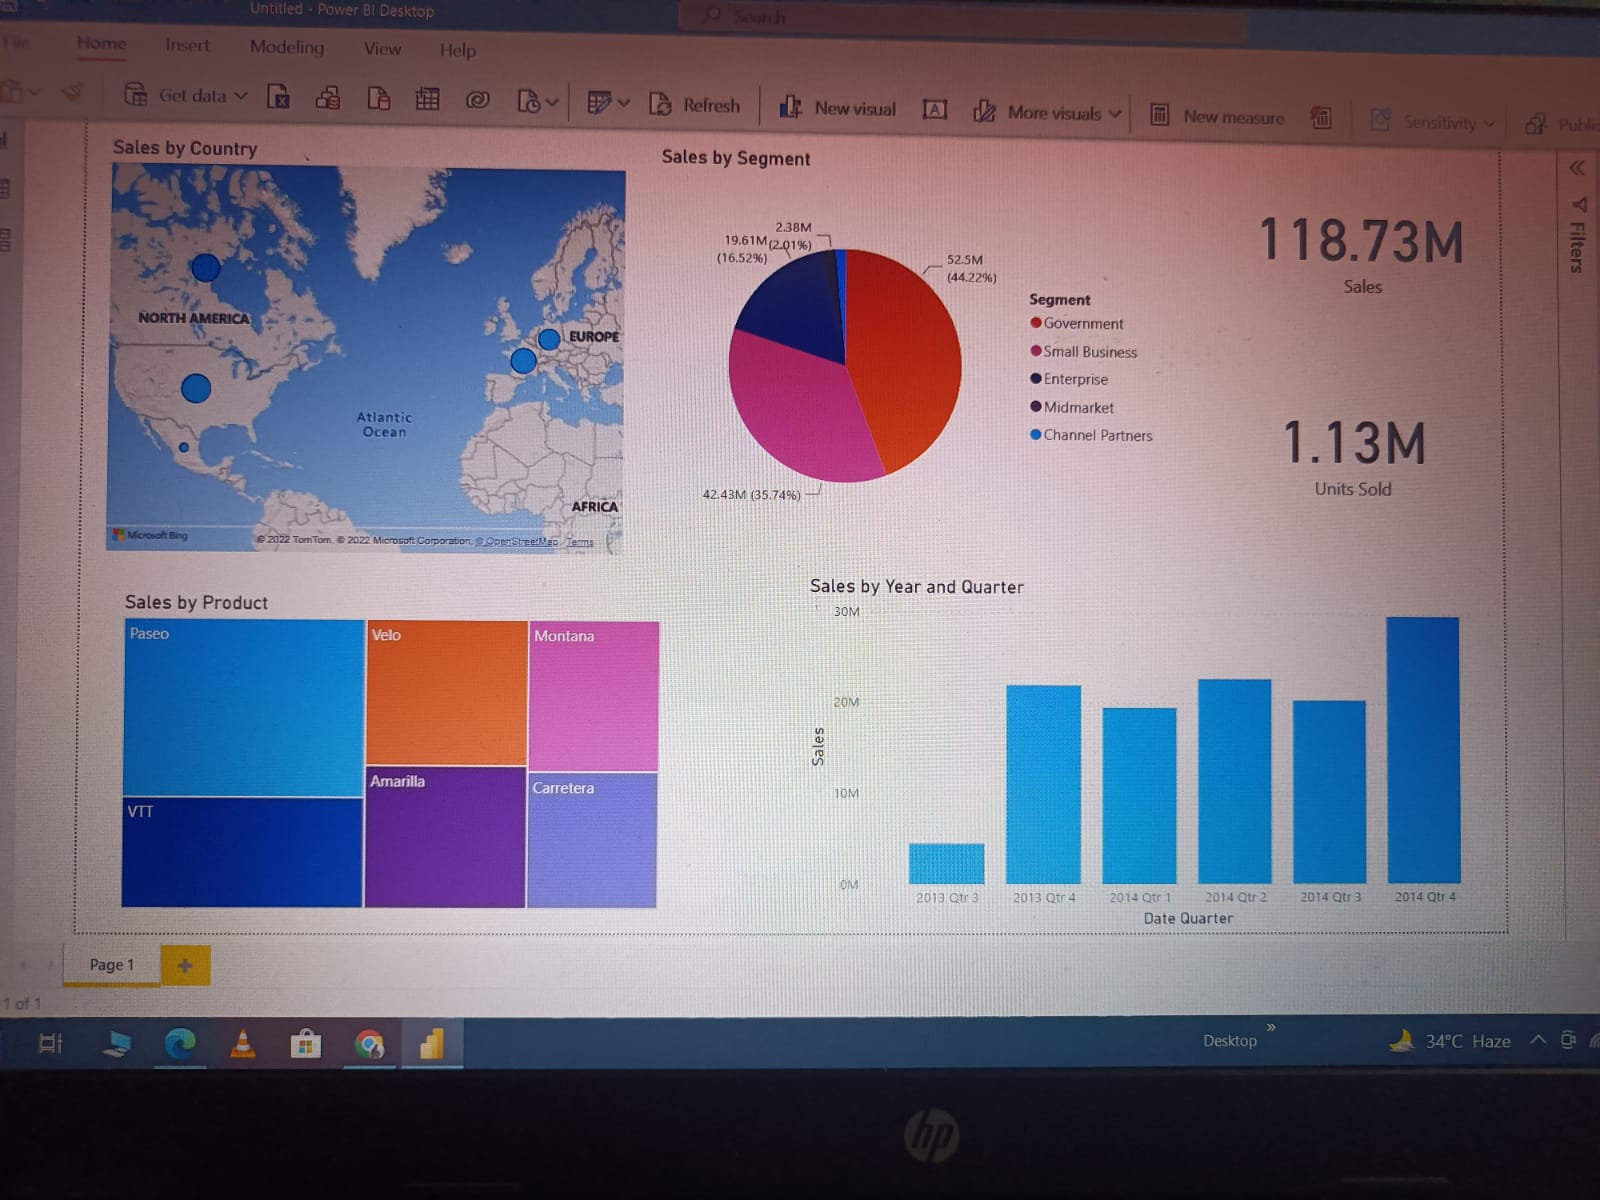 Untitled - Power BI Desktop
Search
File Home Insert Modeling View Help
Get data Refresh New visual More visuals New measure Sensitivity
Sales by Country
NORTH AMERICA
EUROPE
Atlantic
Ocean
AFRICA
Microsoft Bing
© 2022 TomTom, © 2022 Microsoft Corporation, © OpenStreetMap Terms
Sales by Segment
2.38M
(2.01%)
19.61M
(16.52%)
52.5M
(44.22%)
42.43M (35.74%)
Segment
Government
Small Business
Enterprise
Midmarket
Channel Partners
118.73M
Sales
1.13M
Units Sold
Filters
Sales by Product
Paseo
Velo
Montana
VTT
Amarilla
Carretera
Sales by Year and Quarter
30M
20M
10M
0M
Sales
2013 Qtr 3 2013 Qtr 4 2014 Qtr 1 2014 Qtr 2 2014 Qtr 3 2014 Qtr 4
Date Quarter
Page 1
1 of 1
Desktop
34°C Haze
hp